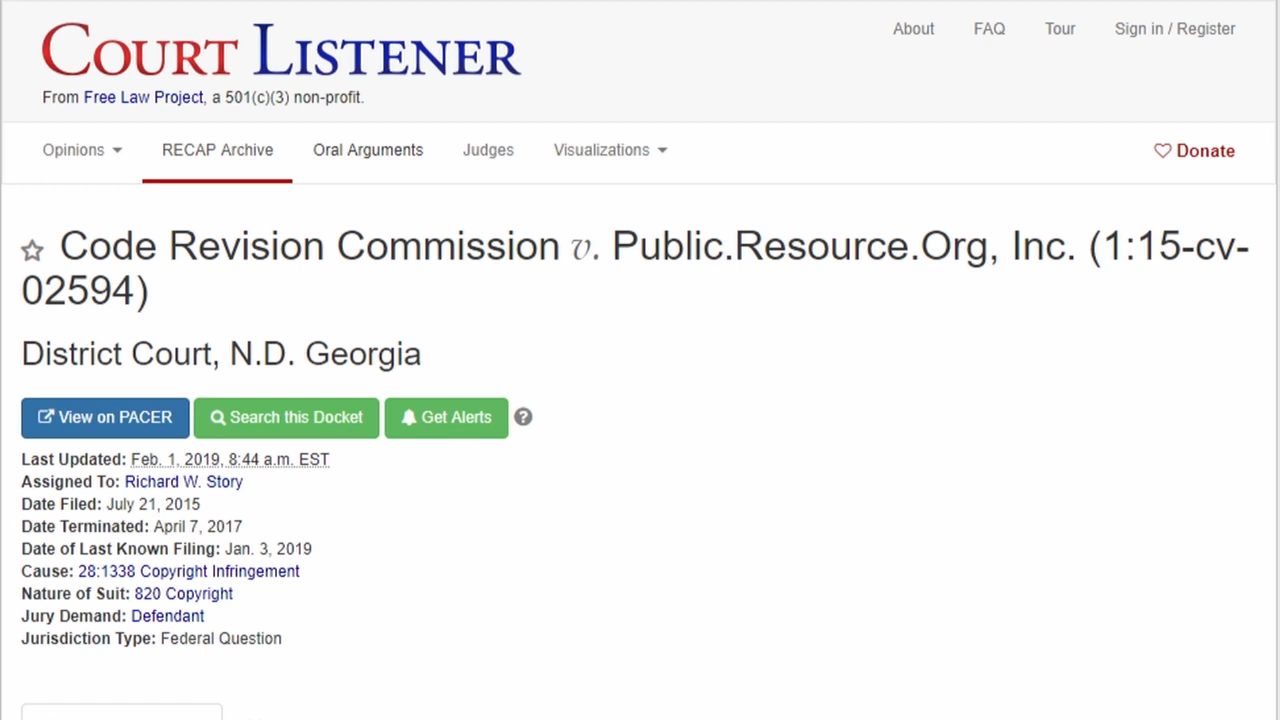 COURT LISTENER
About FAQ Tour Sign in / Register
From Free Law Project, a 501(c)(3) non-profit.
Opinions RECAP Archive Oral Arguments Judges Visualizations Donate
Code Revision Commission v. Public.Resource.Org, Inc. (1:15-cv-
02594)
District Court, N.D. Georgia
View on PACER Search this Docket Get Alerts ?
Last Updated: Feb. 1, 2019, 8:44 a.m. EST
Assigned To: Richard W. Story
Date Filed: July 21, 2015
Date Terminated: April 7, 2017
Date of Last Known Filing: Jan. 3, 2019
Cause: 28:1338 Copyright Infringement
Nature of Suit: 820 Copyright
Jury Demand: Defendant
Jurisdiction Type: Federal Question